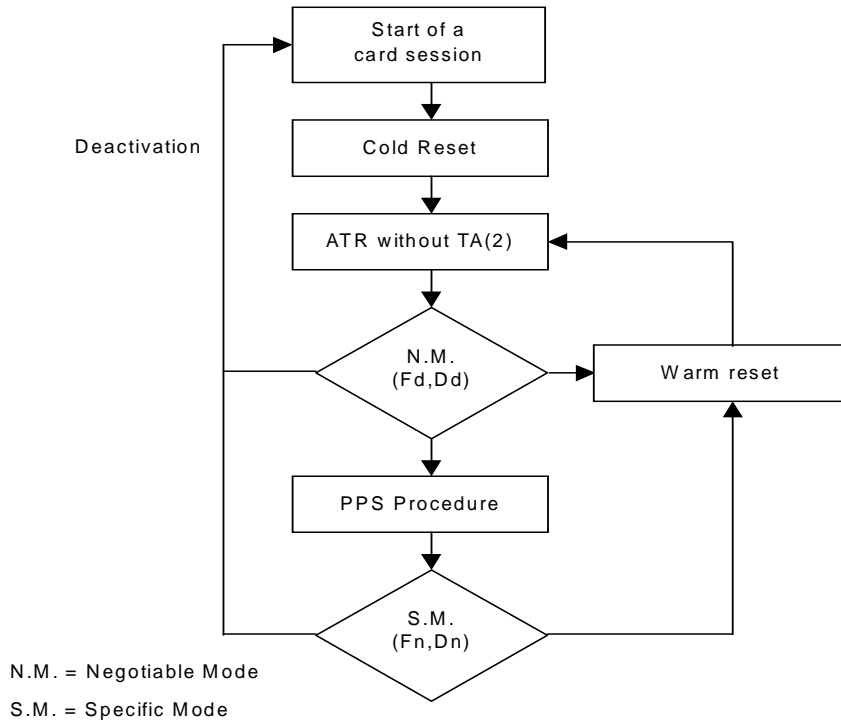 Start of a
card session
Deactivation
Cold Reset
ATR without TA(2)
N.M.
(Fd,Dd)
Warm reset
PPS Procedure
S.M.
(Fn,Dn)
N.M. = Negotiable Mode
S.M. = Specific Mode